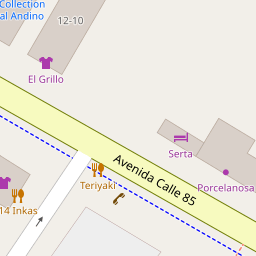 Collection
al Andino
12-10
El Grillo
Serta
Avenida Calle 85
Teriyaki
Porcelanosa
14 Inkas